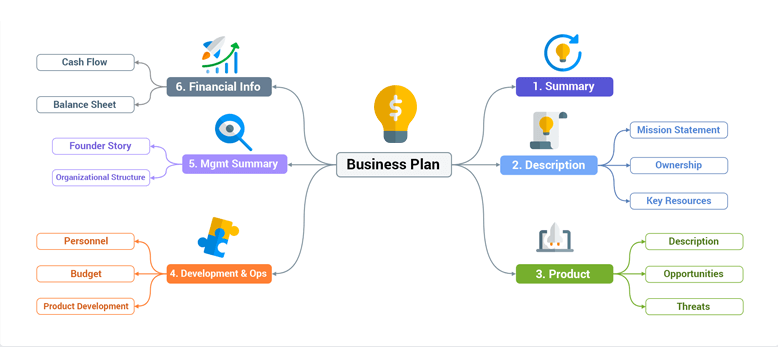 Business Plan
$
1. Summary
2. Description
Mission Statement
Ownership
Key Resources
3. Product
Description
Opportunities
Threats
4. Development & Ops
Personnel
Budget
Product Development
5. Mgmt Summary
Founder Story
Organizational Structure
6. Financial Info
Cash Flow
Balance Sheet